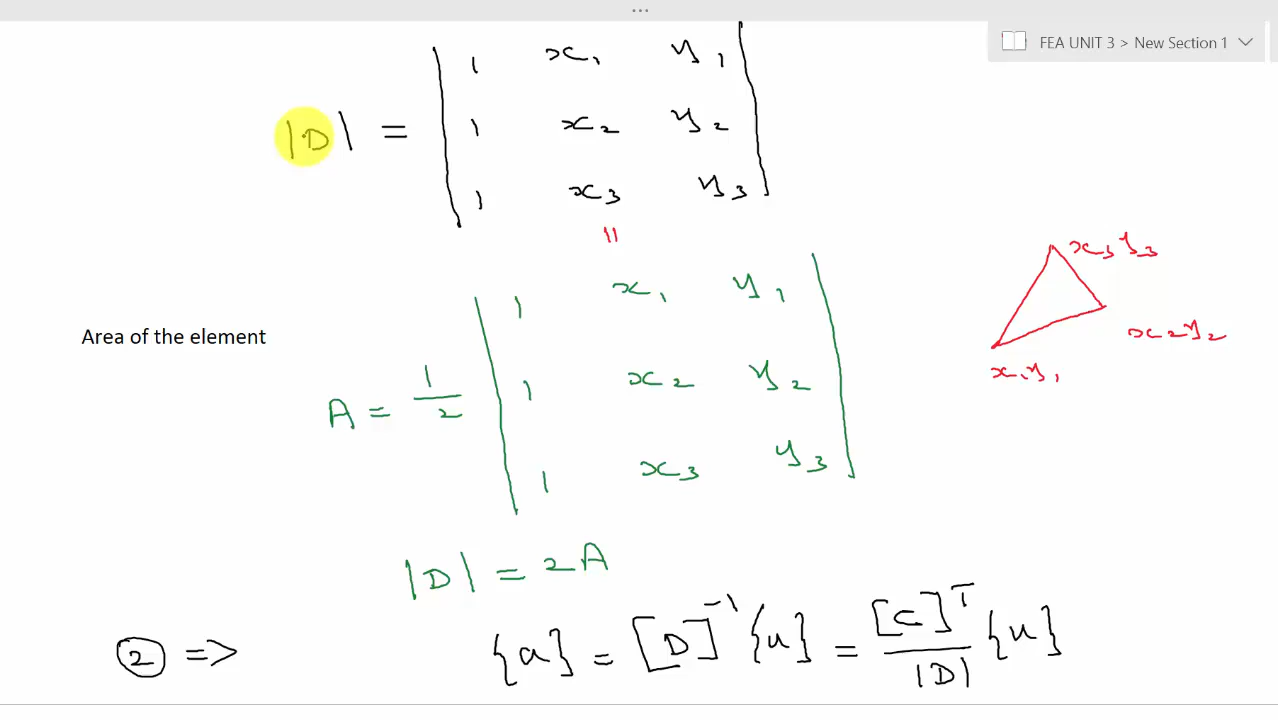 FEA UNIT 3 > New Section 1
1 x₁ y₁
|D| = 1 x₂ y₂
1 x₃ y₃
||
x₃ y₃
1 x₁ y₁
Area of the element
x₂ y₂
x₁ y₁
A = 1/2 1 x₂ y₂
1 x₃ y₃
|D| = 2A
② => {a} = [D]⁻¹ {u} = [C]ᵀ/|D| {u}